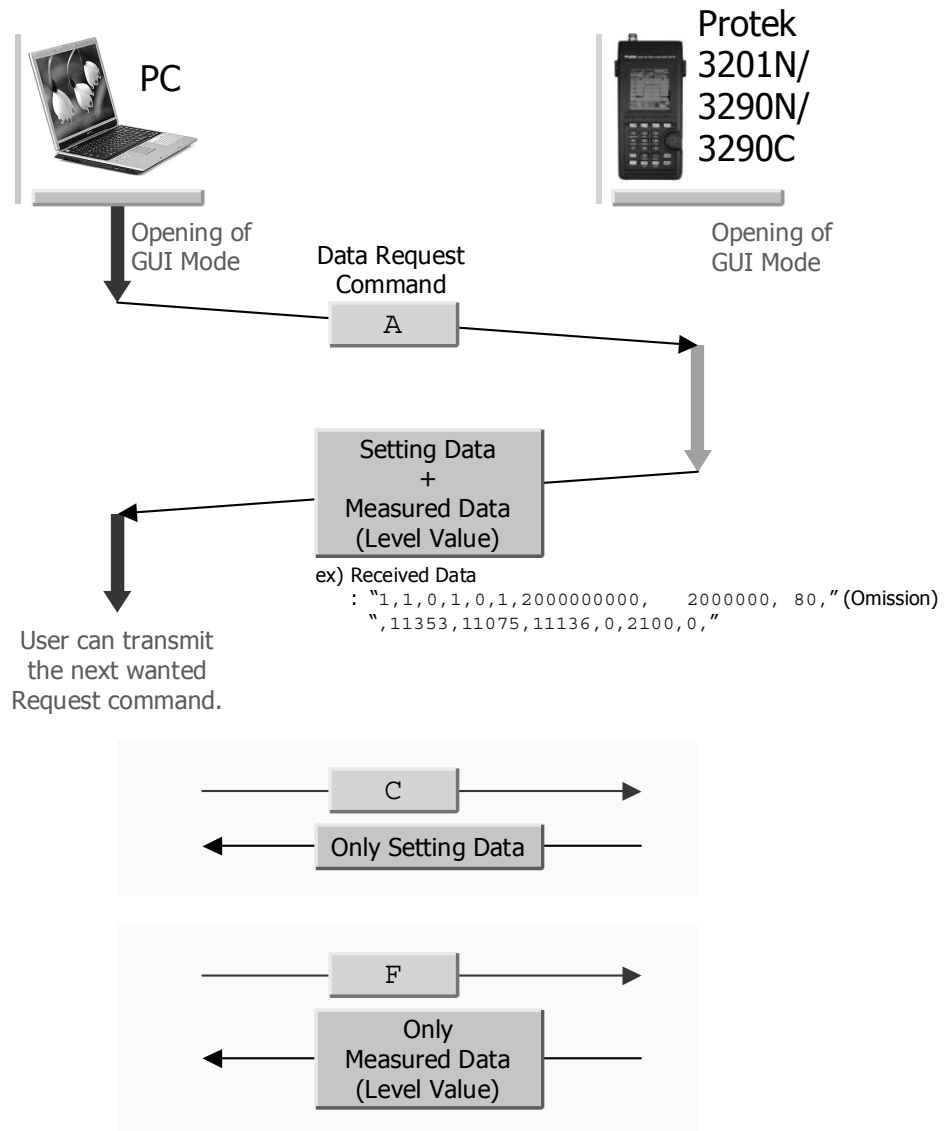 PC
Protek
3201N/
3290N/
3290C
Opening of
GUI Mode
Opening of
GUI Mode
Data Request
Command
A
Setting Data
+
Measured Data
(Level Value)
ex) Received Data
: "1,1,0,1,0,1,2000000000,   2000000, 80," (Omission)
",11353,11075,11136,0,2100,0,"
User can transmit
the next wanted
Request command.
C
Only Setting Data
F
Only
Measured Data
(Level Value)